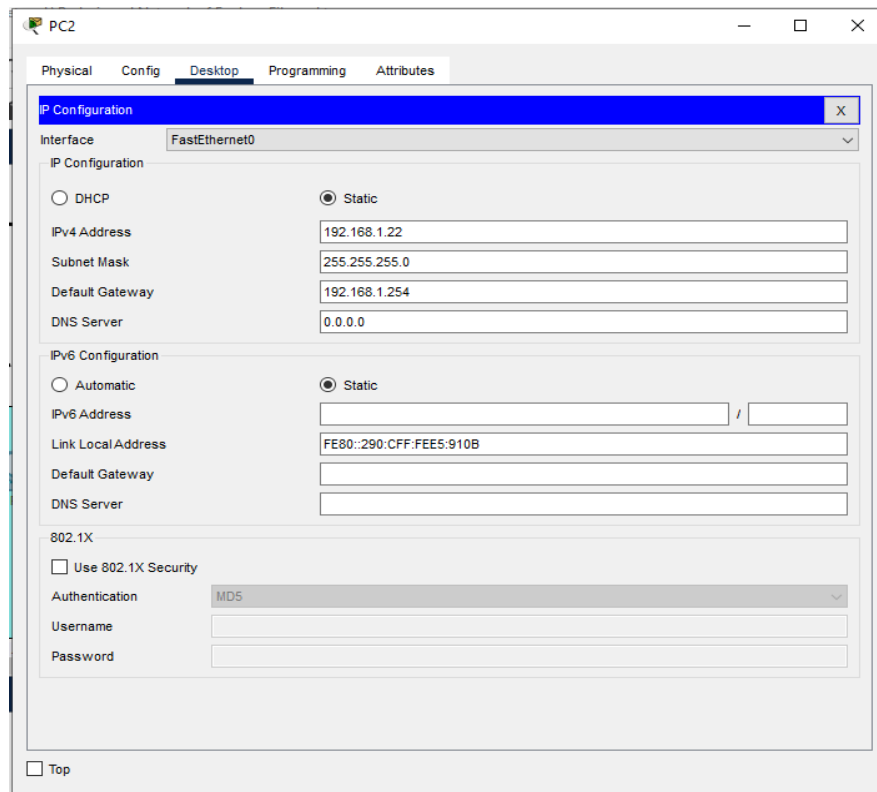 PC2
Physical Config Desktop Programming Attributes
IP Configuration X
Interface FastEthernet0
IP Configuration
DHCP Static
IPv4 Address 192.168.1.22
Subnet Mask 255.255.255.0
Default Gateway 192.168.1.254
DNS Server 0.0.0.0
IPv6 Configuration
Automatic Static
IPv6 Address /
Link Local Address FE80::290:CFF:FEE5:910B
Default Gateway
DNS Server
802.1X
Use 802.1X Security
Authentication MD5
Username
Password
Top